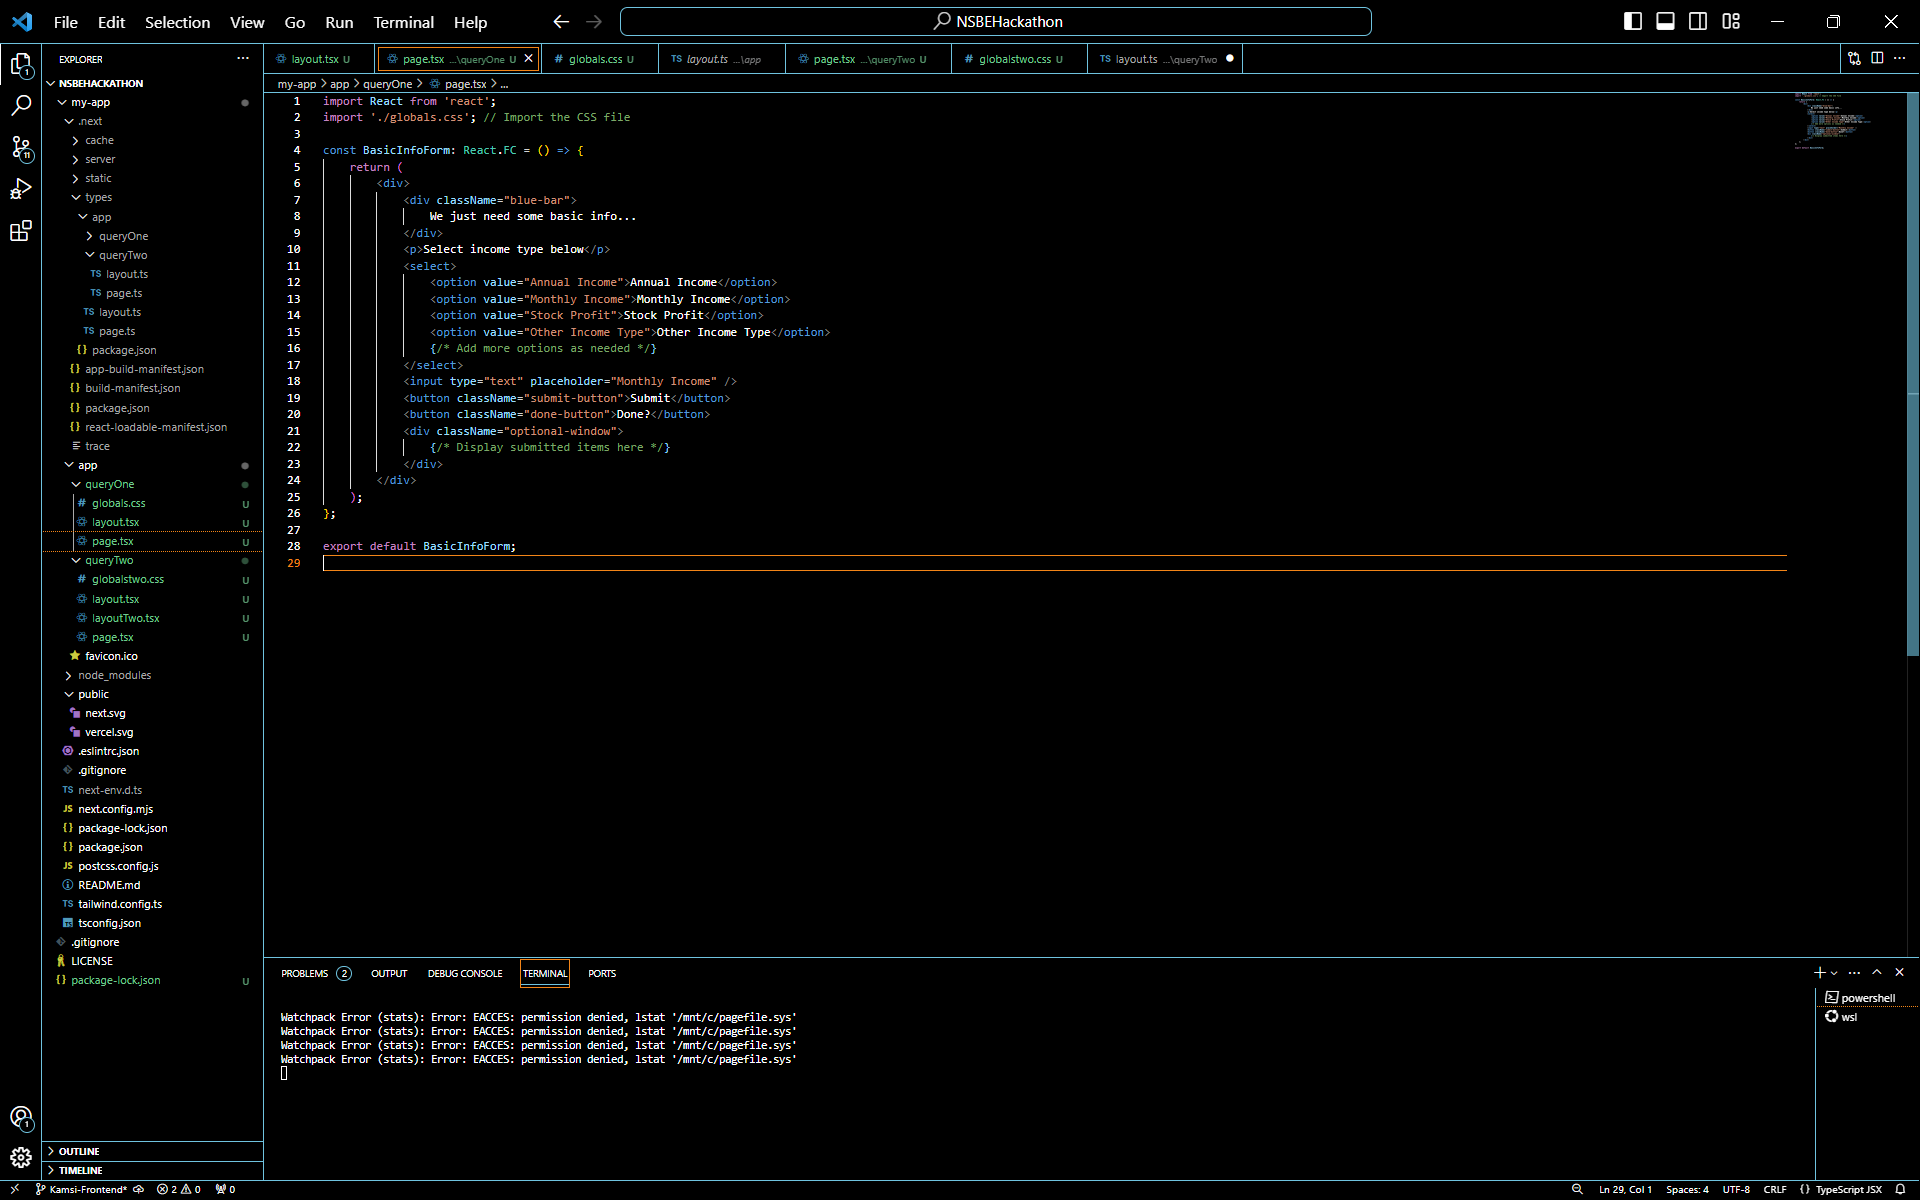 File Edit Selection View Go Run Terminal Help
NSBEHackathon
EXPLORER
NSBEHACKATHON
my-app
.next
cache
server
static
types
app
queryOne
queryTwo
TS layout.ts
TS page.ts
TS layout.ts
TS page.ts
{} package.json
{} app-build-manifest.json
{} build-manifest.json
{} package.json
{} react-loadable-manifest.json
trace
app
queryOne
# globals.css U
layout.tsx U
page.tsx U
queryTwo
# globalstwo.css U
layout.tsx U
layoutTwo.tsx U
page.tsx U
favicon.ico
node_modules
public
next.svg
vercel.svg
.eslintrc.json
.gitignore
TS next-env.d.ts
JS next.config.mjs
{} package-lock.json
{} package.json
JS postcss.config.js
README.md
TS tailwind.config.ts
tsconfig.json
.gitignore
LICENSE
{} package-lock.json U
OUTLINE
TIMELINE
layout.tsx U
page.tsx ...\queryOne U
# globals.css U
TS layout.ts ...\app
page.tsx ...\queryTwo U
# globalstwo.css U
TS layout.ts ...\queryTwo
my-app > app > queryOne > page.tsx > ...
1 import React from 'react';
2 import './globals.css'; // Import the CSS file
3
4 const BasicInfoForm: React.FC = () => {
5 return (
6 <div>
7 <div className="blue-bar">
8 We just need some basic info...
9 </div>
10 <p>Select income type below</p>
11 <select>
12 <option value="Annual Income">Annual Income</option>
13 <option value="Monthly Income">Monthly Income</option>
14 <option value="Stock Profit">Stock Profit</option>
15 <option value="Other Income Type">Other Income Type</option>
16 {/* Add more options as needed */}
17 </select>
18 <input type="text" placeholder="Monthly Income" />
19 <button className="submit-button">Submit</button>
20 <button className="done-button">Done?</button>
21 <div className="optional-window">
22 {/* Display submitted items here */}
23 </div>
24 </div>
25 );
26 };
27
28 export default BasicInfoForm;
29
PROBLEMS 2 OUTPUT DEBUG CONSOLE TERMINAL PORTS
Watchpack Error (stats): Error: EACCES: permission denied, lstat '/mnt/c/pagefile.sys'
Watchpack Error (stats): Error: EACCES: permission denied, lstat '/mnt/c/pagefile.sys'
Watchpack Error (stats): Error: EACCES: permission denied, lstat '/mnt/c/pagefile.sys'
Watchpack Error (stats): Error: EACCES: permission denied, lstat '/mnt/c/pagefile.sys'
powershell
wsl
1
11
1
Kamsi-Frontend* 2 0 0
Ln 29, Col 1 Spaces: 4 UTF-8 CRLF {} TypeScript JSX